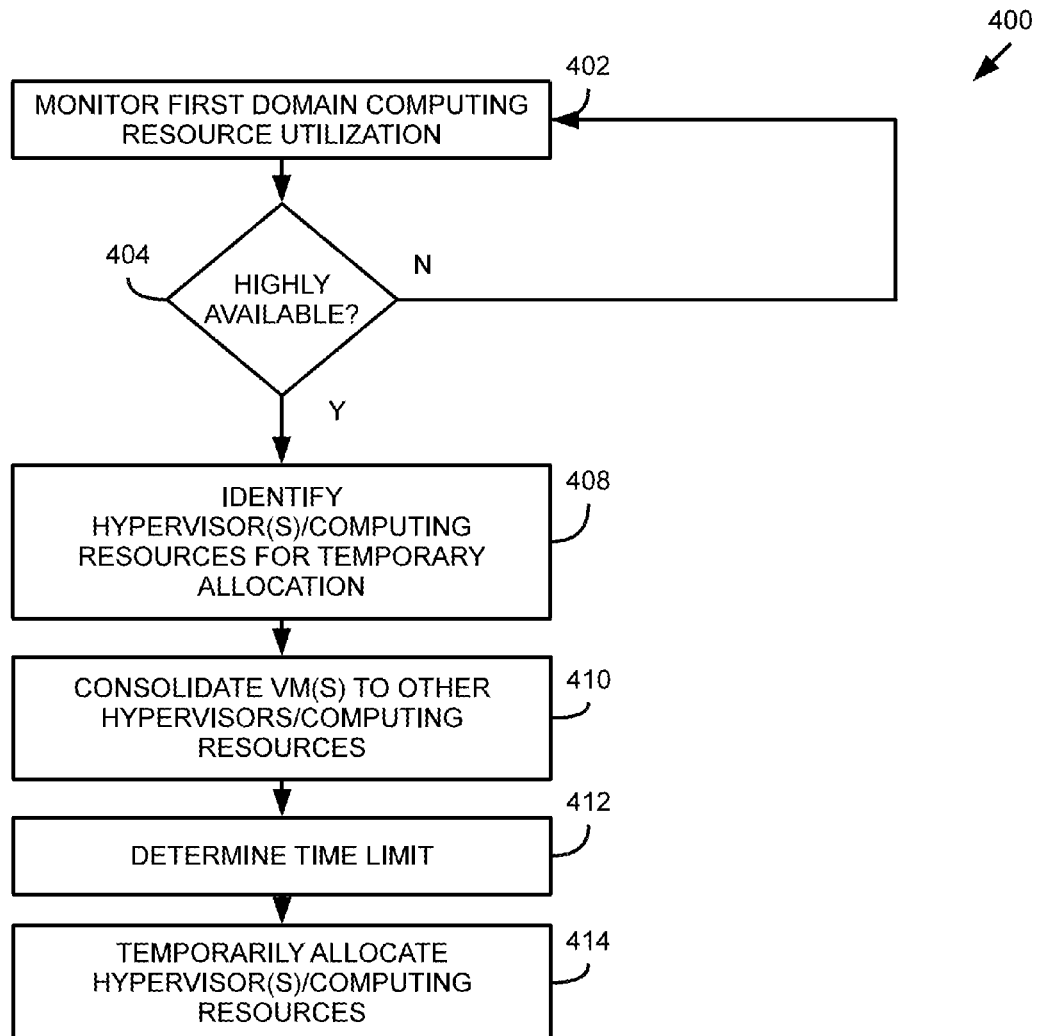 400
402
MONITOR FIRST DOMAIN COMPUTING
RESOURCE UTILIZATION
404
HIGHLY
AVAILABLE?
N
Y
408
IDENTIFY
HYPERVISOR(S)/COMPUTING
RESOURCES FOR TEMPORARY
ALLOCATION
410
CONSOLIDATE VM(S) TO OTHER
HYPERVISORS/COMPUTING
RESOURCES
412
DETERMINE TIME LIMIT
414
TEMPORARILY ALLOCATE
HYPERVISOR(S)/COMPUTING
RESOURCES